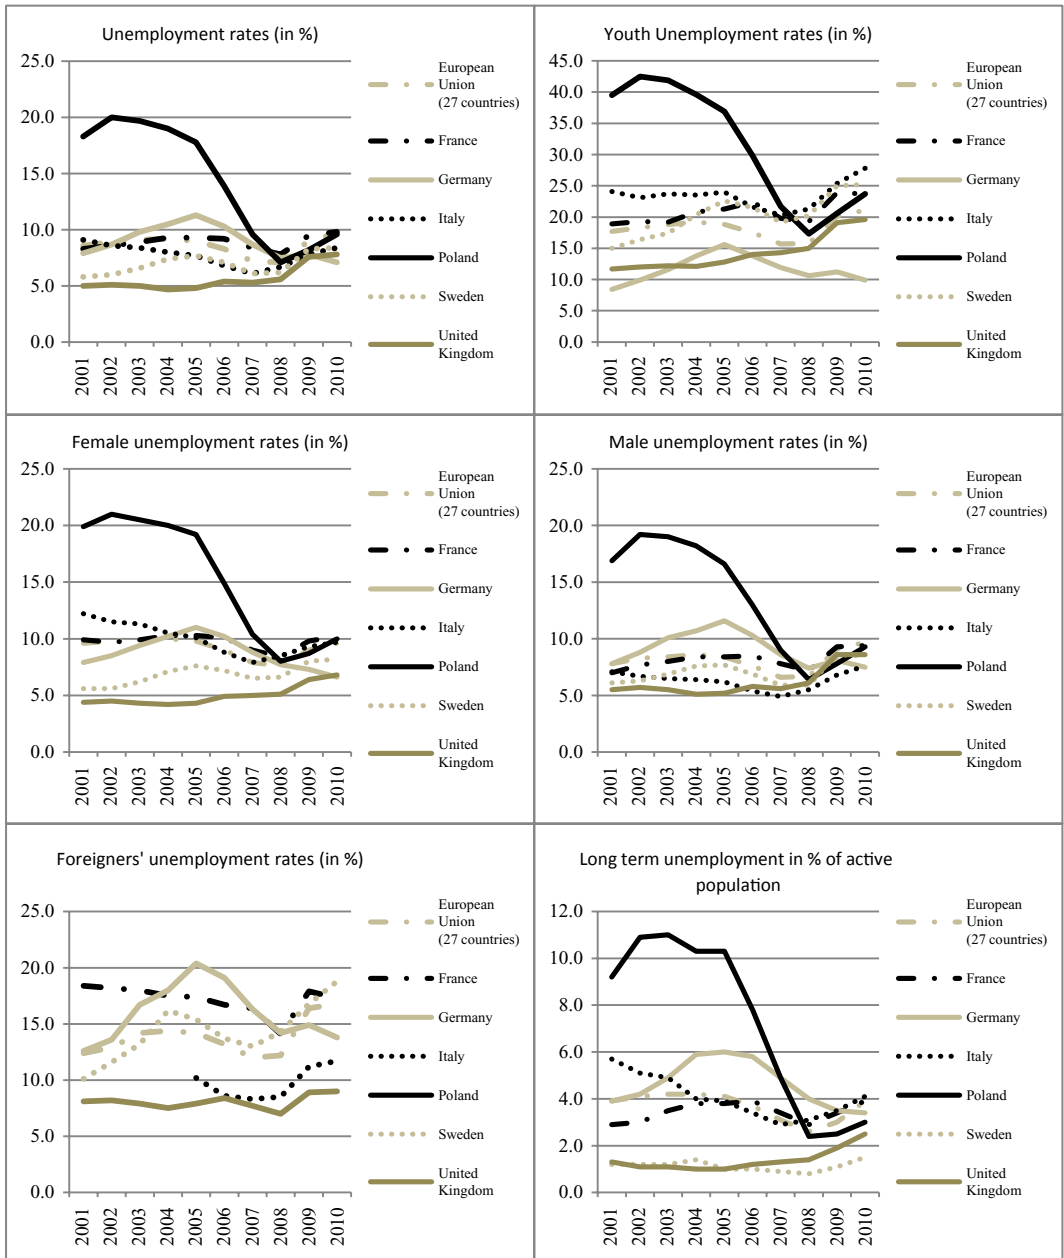 Unemployment rates (in %)
25.0
20.0
15.0
10.0
5.0
0.0
2001
2002
2003
2004
2005
2006
2007
2008
2009
2010
European
Union
(27 countries)
France
Germany
Italy
Poland
Sweden
United
Kingdom
Youth Unemployment rates (in %)
45.0
40.0
35.0
30.0
25.0
20.0
15.0
10.0
5.0
0.0
2001
2002
2003
2004
2005
2006
2007
2008
2009
2010
European
Union
(27 countries)
France
Germany
Italy
Poland
Sweden
United
Kingdom
Female unemployment rates (in %)
25.0
20.0
15.0
10.0
5.0
0.0
2001
2002
2003
2004
2005
2006
2007
2008
2009
2010
European
Union
(27 countries)
France
Germany
Italy
Poland
Sweden
United
Kingdom
Male unemployment rates (in %)
25.0
20.0
15.0
10.0
5.0
0.0
2001
2002
2003
2004
2005
2006
2007
2008
2009
2010
European
Union
(27 countries)
France
Germany
Italy
Poland
Sweden
United
Kingdom
Foreigners' unemployment rates (in %)
25.0
20.0
15.0
10.0
5.0
0.0
2001
2002
2003
2004
2005
2006
2007
2008
2009
2010
European
Union
(27 countries)
France
Germany
Italy
Poland
Sweden
United
Kingdom
Long term unemployment in % of active
population
12.0
10.0
8.0
6.0
4.0
2.0
0.0
2001
2002
2003
2004
2005
2006
2007
2008
2009
2010
European
Union
(27 countries)
France
Germany
Italy
Poland
Sweden
United
Kingdom